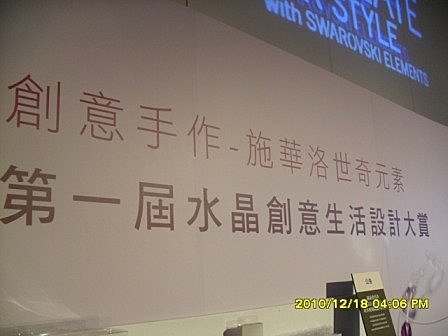 STYLE
with SWAROVSKI ELEMENTS
創意手作-施華洛世奇元素
第一屆水晶創意生活設計大賞
2010/12/18 04:06 PM